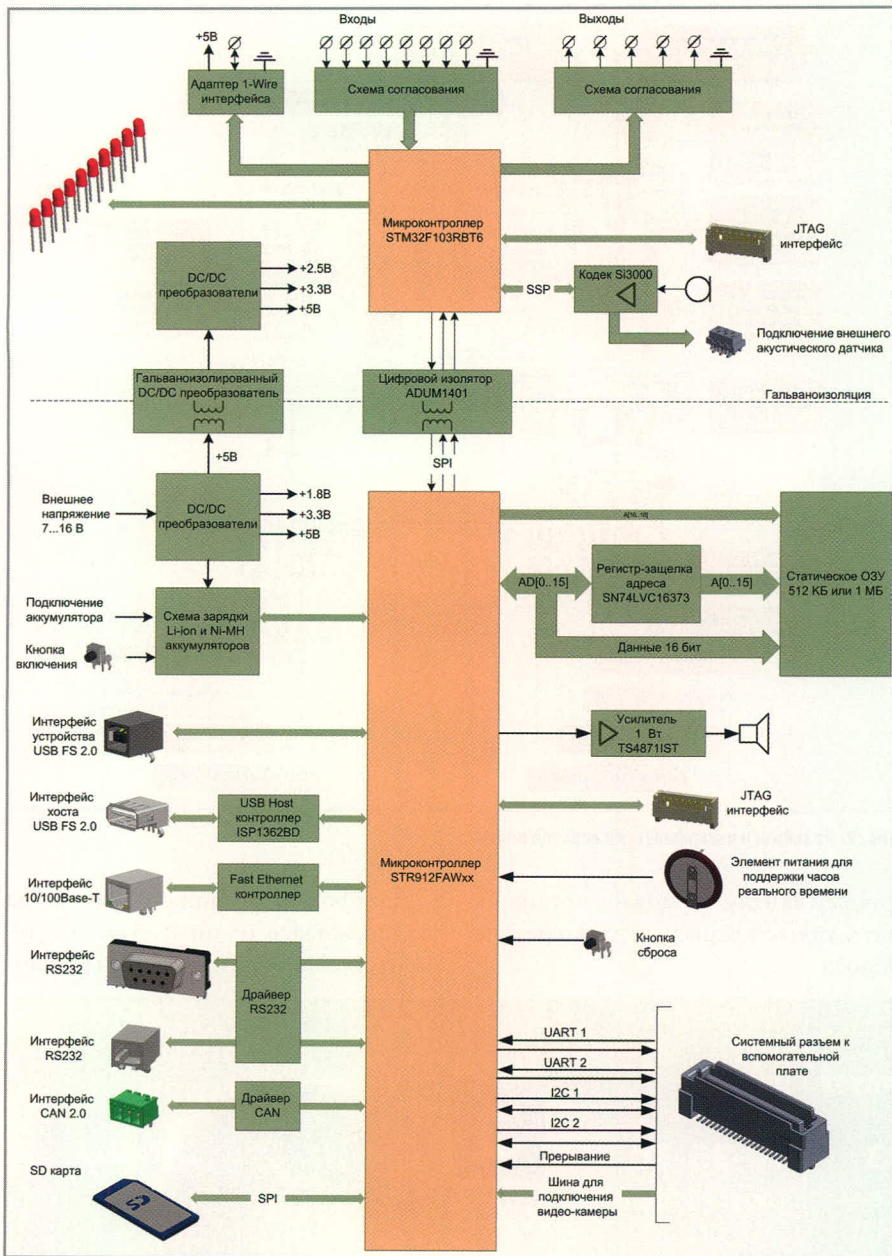 Входы
Выходы
+5В
Адаптер 1-Wire
интерфейса
Схема согласования
Схема согласования
Микроконтроллер
STM32F103RBT6
JTAG
интерфейс
DC/DC
преобразователи
+2.5В
+3.3В
+5В
SSP
Кодек Si3000
Подключение внешнего
акустического датчика
Гальваноизолированный
DC/DC преобразователь
Цифровой изолятор
ADUM1401
Гальваноизоляция
+5В
SPI
Внешнее
напряжение
7...16 В
DC/DC
преобразователи
+1.8В
+3.3В
+5В
A[16..18]
AD[0..15]
Регистр-защелка
адреса
SN74LVC16373
A[0..15]
Статическое ОЗУ
512 КБ или 1 МБ
Данные 16 бит
Подключение
аккумулятора
Кнопка
включения
Схема зарядки
Li-ion и Ni-MH
аккумуляторов
Интерфейс
устройства
USB FS 2.0
Усилитель
1 Вт
TS4871IST
Интерфейс
хоста
USB FS 2.0
USB Host
контроллер
ISP1362BD
JTAG
интерфейс
Микроконтроллер
STR912FAWxx
Элемент питания для
поддержки часов
реального времени
Интерфейс
10/100Base-T
Fast Ethernet
контроллер
Кнопка
сброса
Интерфейс
RS232
Драйвер
RS232
Интерфейс
RS232
UART 1
UART 2
I2C 1
I2C 2
Прерывание
Шина для
подключения
видео-камеры
Системный разъем к
вспомогательной
плате
Интерфейс
CAN 2.0
Драйвер
CAN
SD карта
SPI